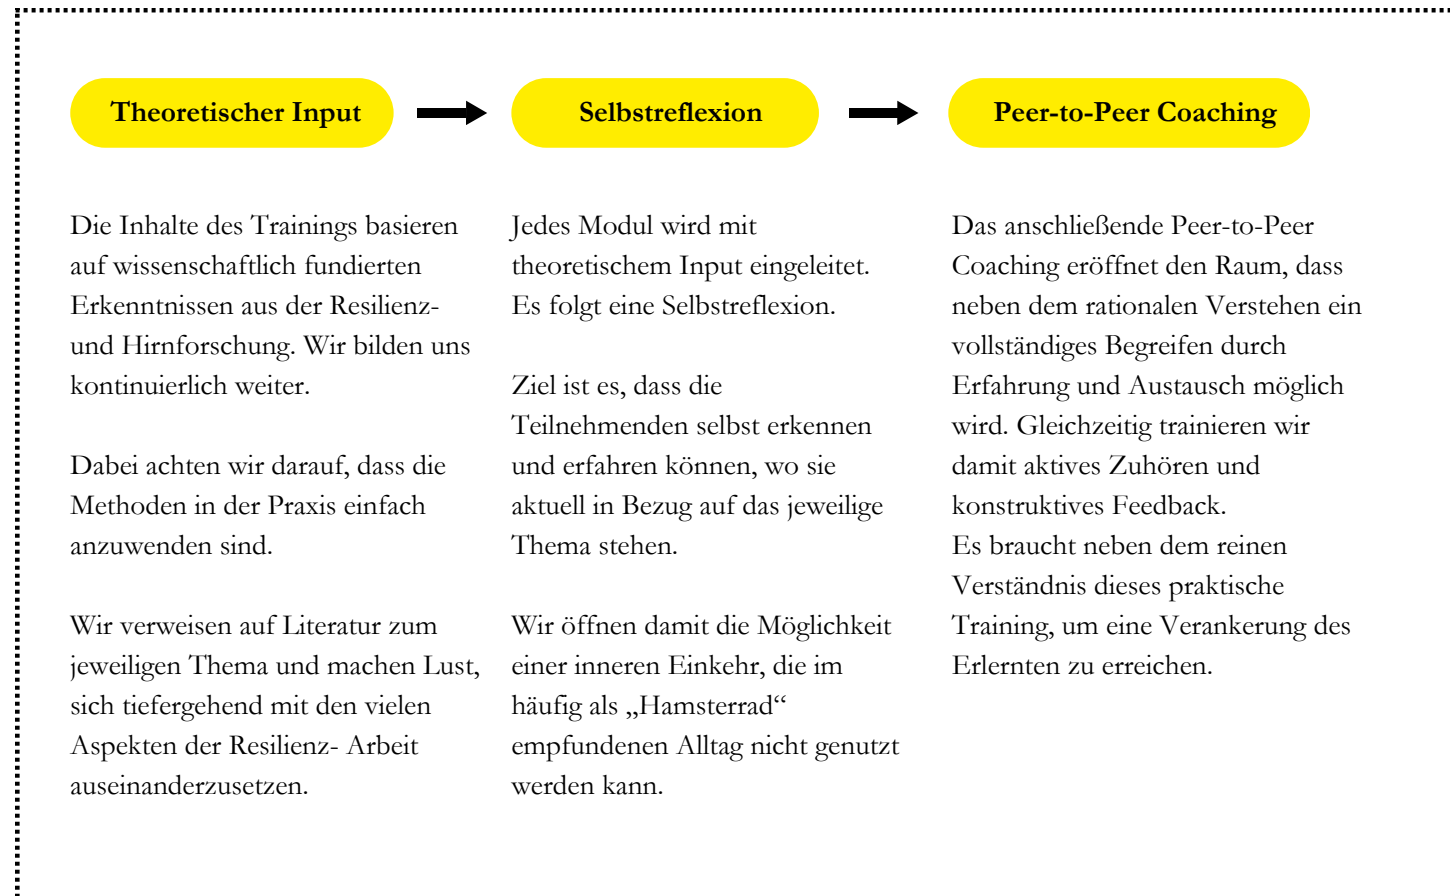 Theoretischer Input
Selbstreflexion
Peer-to-Peer Coaching
Die Inhalte des Trainings basieren
auf wissenschaftlich fundierten
Erkenntnissen aus der Resilienz-
und Hirnforschung. Wir bilden uns
kontinuierlich weiter.
Dabei achten wir darauf, dass die
Methoden in der Praxis einfach
anzuwenden sind.
Wir verweisen auf Literatur zum
jeweiligen Thema und machen Lust,
sich tiefergehend mit den vielen
Aspekten der Resilienz- Arbeit
auseinanderzusetzen.
Jedes Modul wird mit
theoretischem Input eingeleitet.
Es folgt eine Selbstreflexion.
Ziel ist es, dass die
Teilnehmenden selbst erkennen
und erfahren können, wo sie
aktuell in Bezug auf das jeweilige
Thema stehen.
Wir öffnen damit die Möglichkeit
einer inneren Einkehr, die im
häufig als „Hamsterrad“
empfundenen Alltag nicht genutzt
werden kann.
Das anschließende Peer-to-Peer
Coaching eröffnet den Raum, dass
neben dem rationalen Verstehen ein
vollständiges Begreifen durch
Erfahrung und Austausch möglich
wird. Gleichzeitig trainieren wir
damit aktives Zuhören und
konstruktives Feedback.
Es braucht neben dem reinen
Verständnis dieses praktische
Training, um eine Verankerung des
Erlernten zu erreichen.